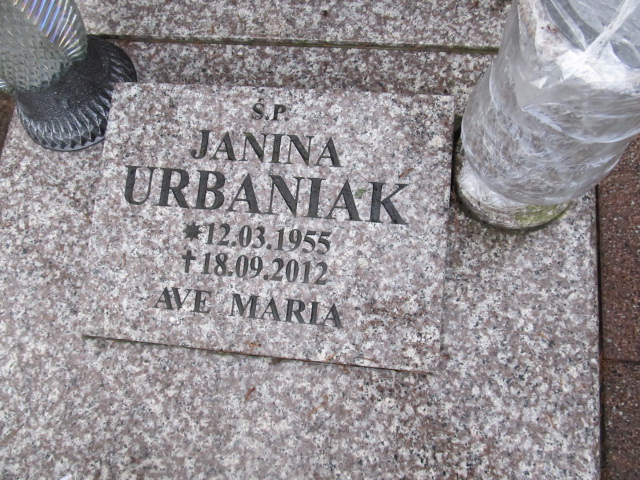 Ś.P.
JANINA
URBANIAK
*12.03.1955
†18.09.2012
AVE MARIA